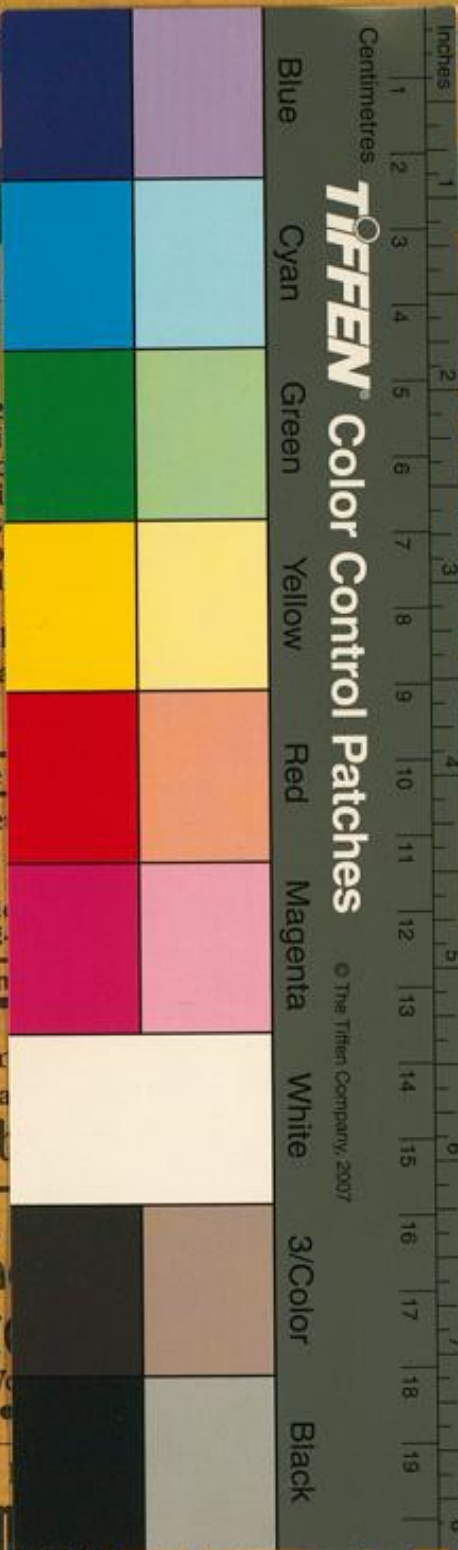 Inches
1 2 3 4 5 6 7 8
Centimetres
1 2 3 4 5 6 7 8 9 10 11 12 13 14 15 16 17 18 19
TIFFEN® Color Control Patches
© The Tiffen Company, 2007
Blue Cyan Green Yellow Red Magenta White 3/Color Black